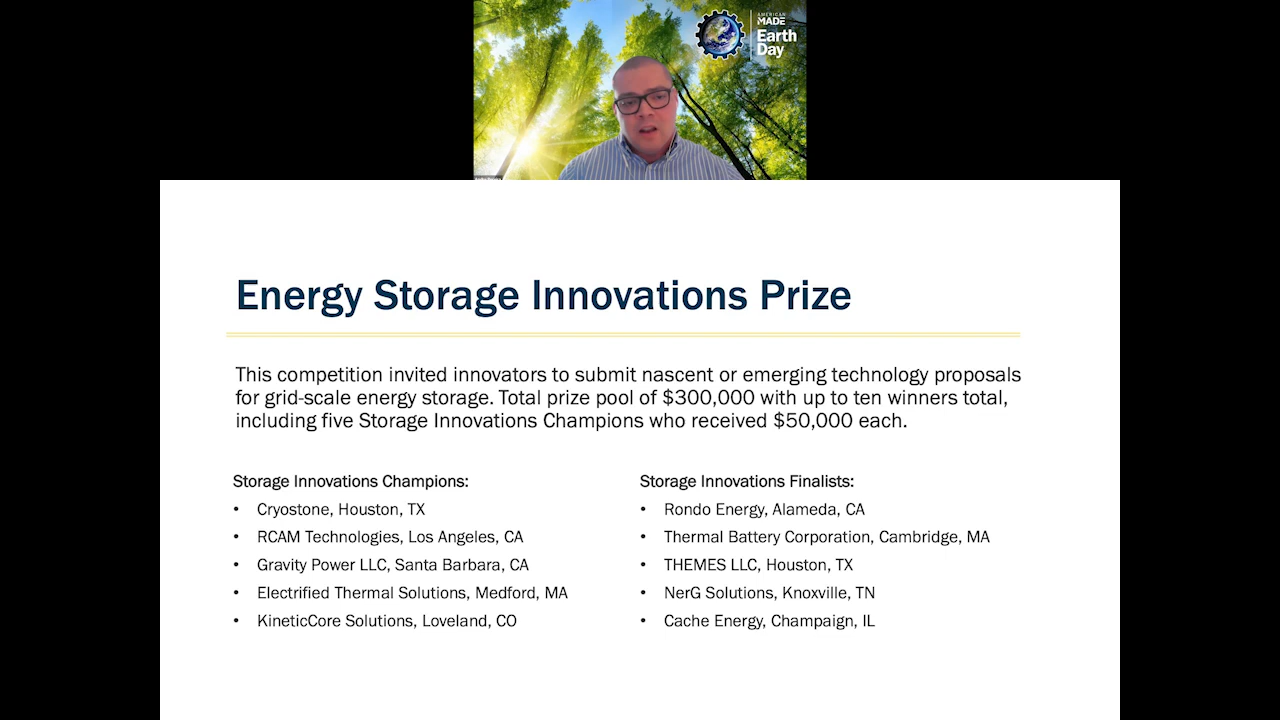 AMERICAN
MADE
Earth
Day
Energy Storage Innovations Prize
This competition invited innovators to submit nascent or emerging technology proposals
for grid-scale energy storage. Total prize pool of $300,000 with up to ten winners total,
including five Storage Innovations Champions who received $50,000 each.
Storage Innovations Champions:
• Cryostone, Houston, TX
• RCAM Technologies, Los Angeles, CA
• Gravity Power LLC, Santa Barbara, CA
• Electrified Thermal Solutions, Medford, MA
• KineticCore Solutions, Loveland, CO
Storage Innovations Finalists:
• Rondo Energy, Alameda, CA
• Thermal Battery Corporation, Cambridge, MA
• THEMES LLC, Houston, TX
• NerG Solutions, Knoxville, TN
• Cache Energy, Champaign, IL